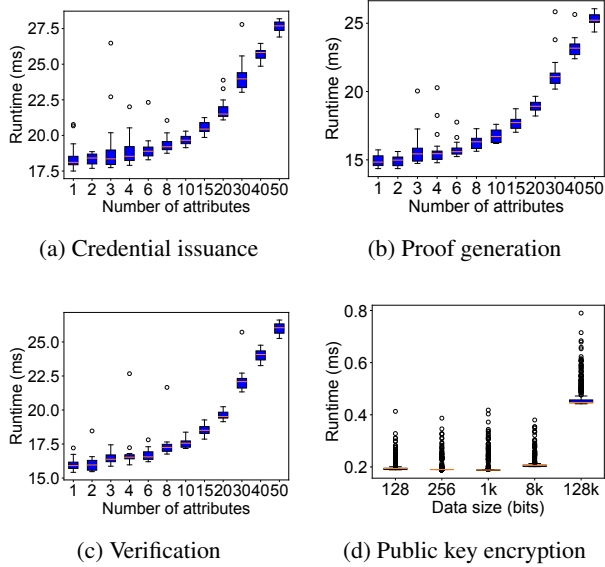 27.5
25.0
22.5
20.0
17.5
Runtime (ms)
1 2 3 4 6 8 10 15 20 30 40 50
Number of attributes
(a) Credential issuance
25
20
15
Runtime (ms)
1 2 3 4 6 8 10 15 20 30 40 50
Number of attributes
(b) Proof generation
25.0
22.5
20.0
17.5
15.0
Runtime (ms)
1 2 3 4 6 8 10 15 20 30 40 50
Number of attributes
(c) Verification
0.8
0.6
0.4
0.2
Runtime (ms)
128 256 1k 8k 128k
Data size (bits)
(d) Public key encryption